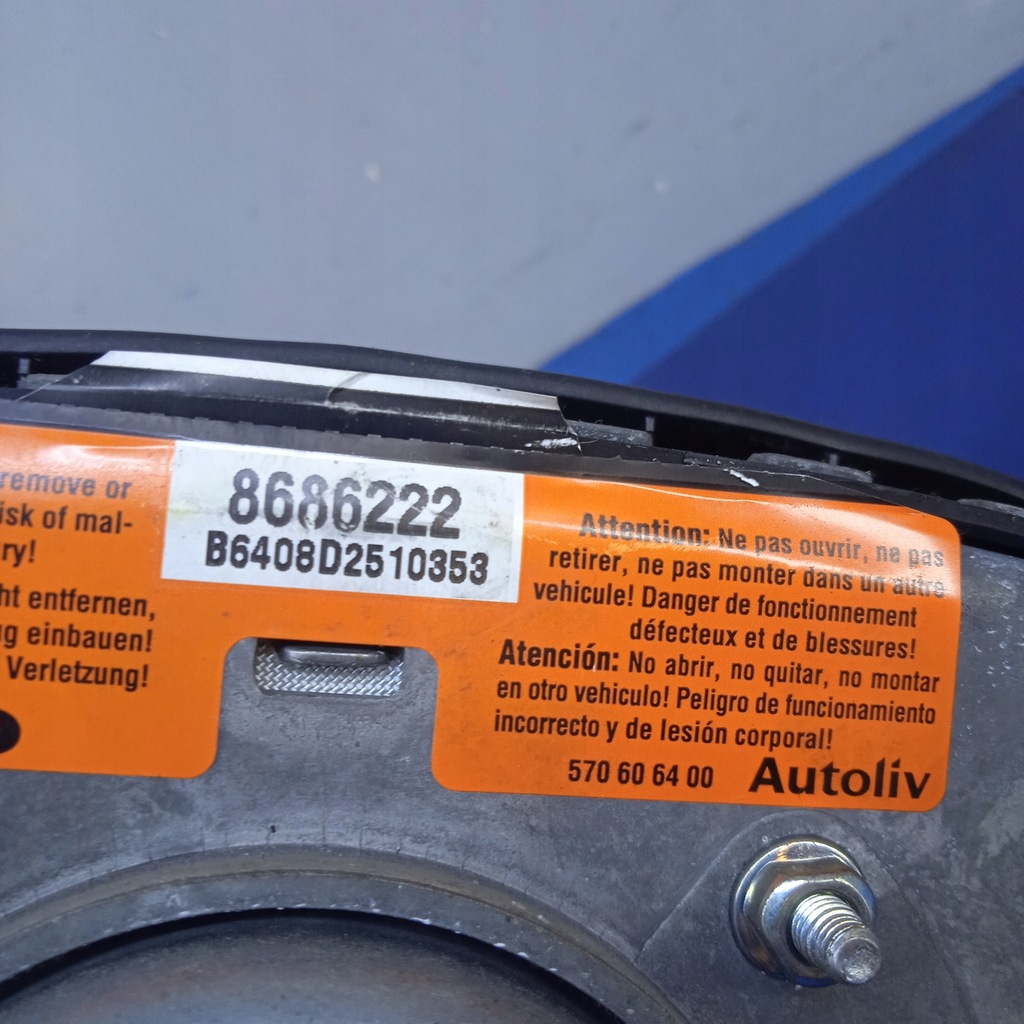 remove or
isk of mal-
ry!
ht entfernen,
g einbauen!
Verletzung!
8686222
B6408D2510353
Attention: Ne pas ouvrir, ne pas
retirer, ne pas monter dans un autre
vehicule! Danger de fonctionnement
défecteux et de blessures!
Atención: No abrir, no quitar, no montar
en otro vehiculo! Peligro de funcionamiento
incorrecto y de lesión corporal!
570 60 64 00 Autoliv